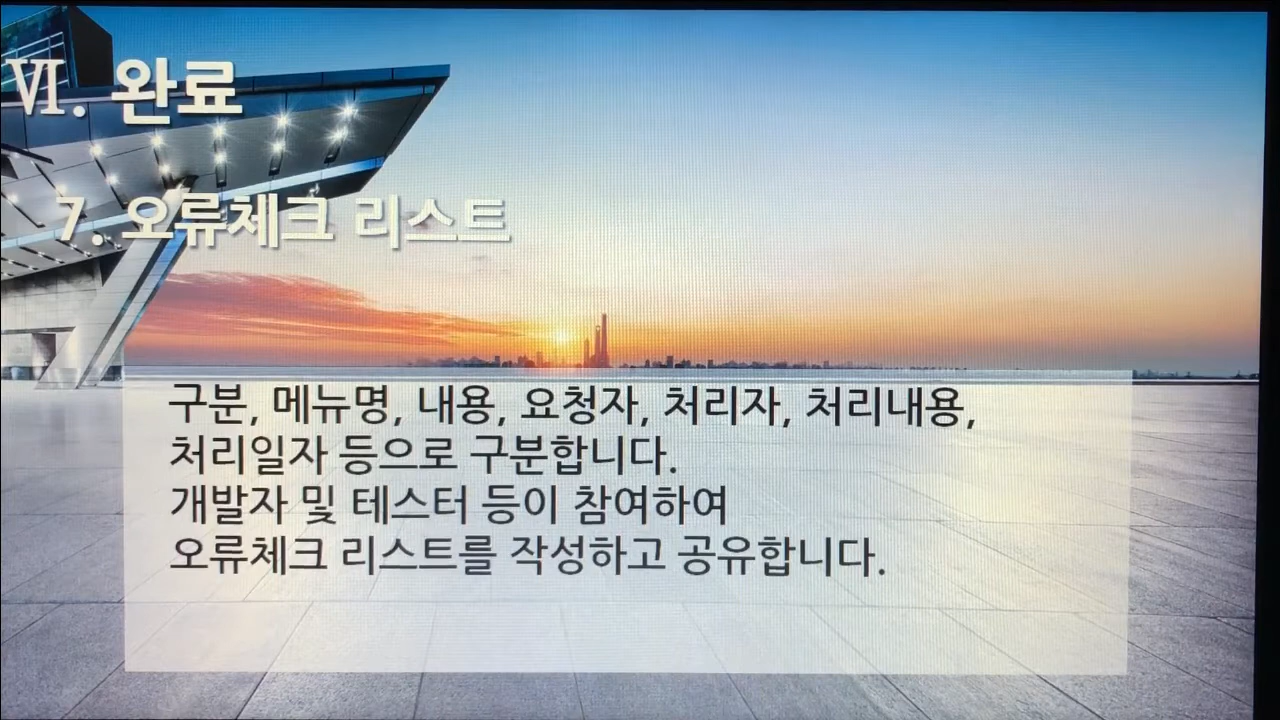 Ⅵ. 완료
7. 오류체크 리스트
구분, 메뉴명, 내용, 요청자, 처리자, 처리내용,
처리일자 등으로 구분합니다.
개발자 및 테스터 등이 참여하여
오류체크 리스트를 작성하고 공유합니다.